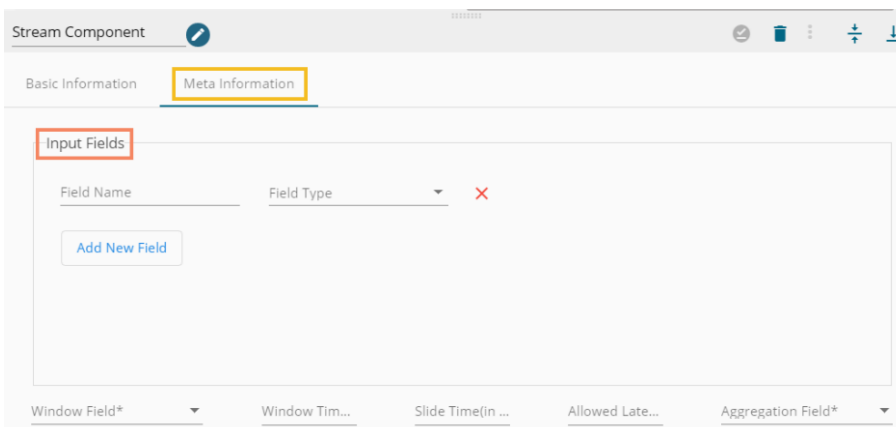 Stream Component
Basic Information Meta Information
Input Fields
Field Name Field Type
Add New Field
Window Field* Window Tim... Slide Time(in ... Allowed Late... Aggregation Field*